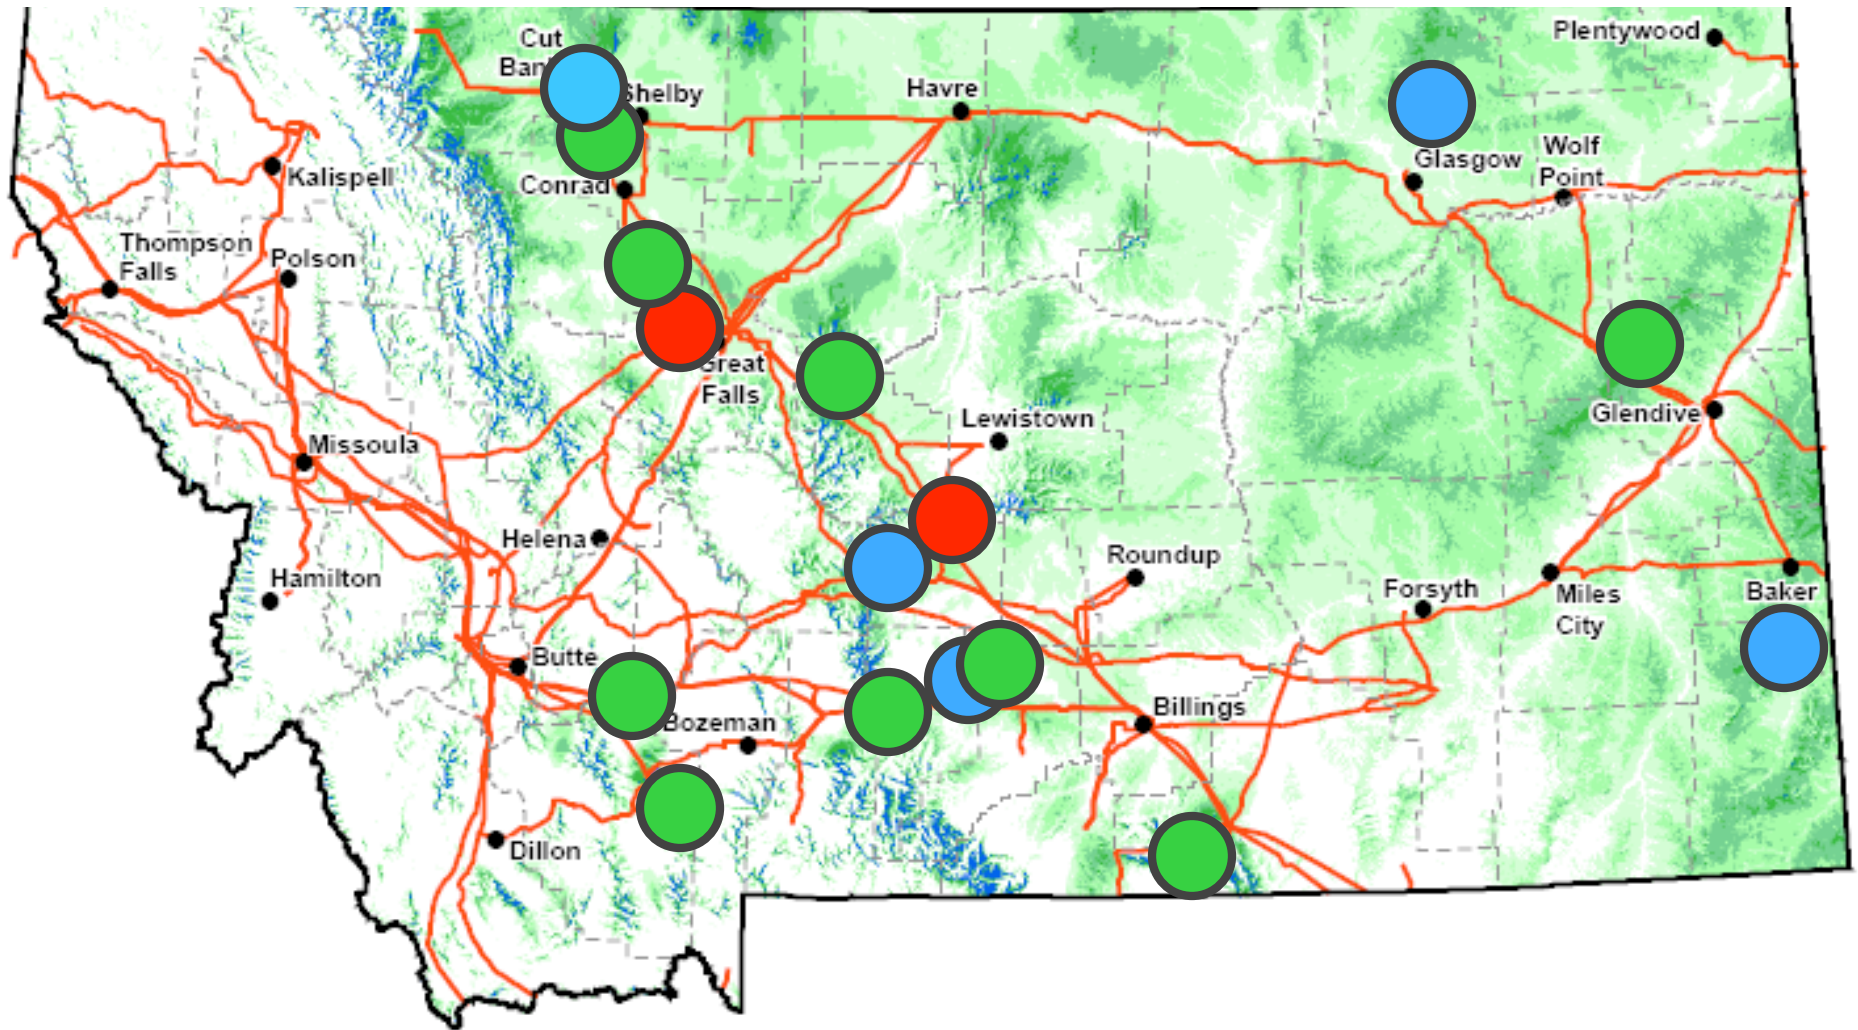 Cut
Plentywood
Shelby
Havre
Wolf
Point
Glasgow
Kalispell
Conrad
Thompson
Falls
Polson
Great
Falls
Lewistown
Glendive
Missoula
Helena
Roundup
Hamilton
Forsyth
Miles
City
Baker
Butte
Billings
Bozeman
Dillon